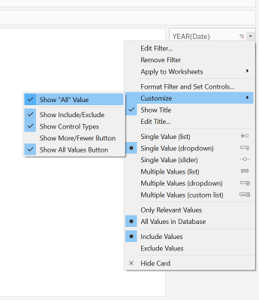 YEAR(Date)
Edit Filter...
Remove Filter
Apply to Worksheets
Format Filter and Set Controls...
Customize
Show "All" Value
Show Include/Exclude
Show Control Types
Show More/Fewer Button
Show All Values Button
Show Title
Edit Title...
Single Value (list)
Single Value (dropdown)
Single Value (slider)
Multiple Values (list)
Multiple Values (dropdown)
Multiple Values (custom list)
Only Relevant Values
All Values in Database
Include Values
Exclude Values
Hide Card